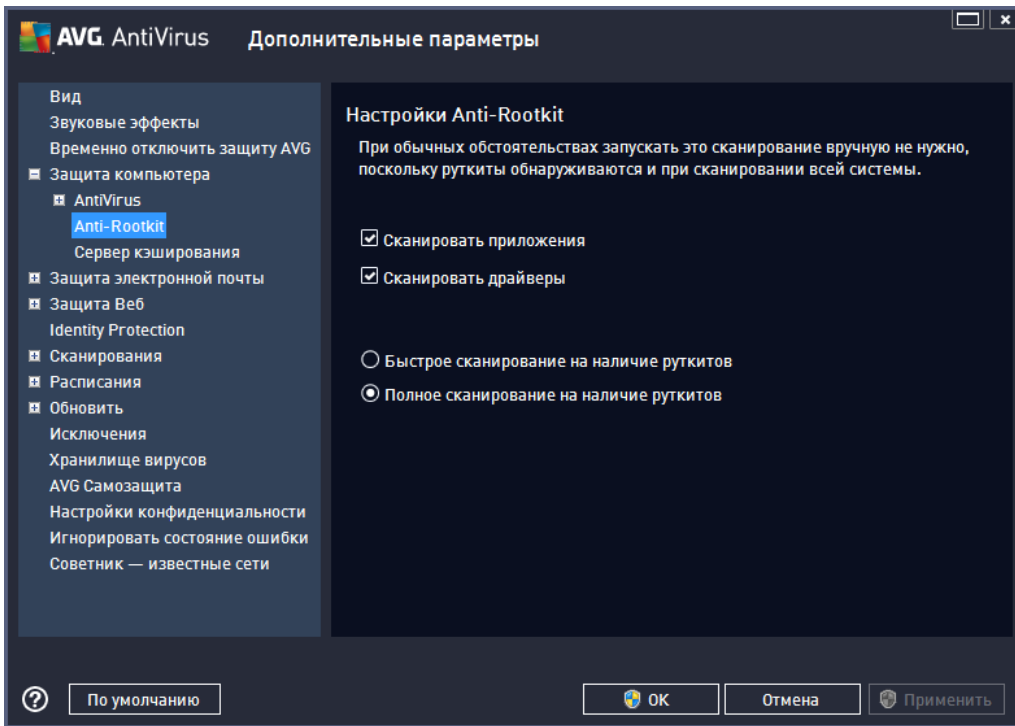 AVG. AntiVirus Дополнительные параметры
Вид
Звуковые эффекты
Временно отключить защиту AVG
Защита компьютера
AntiVirus
Anti-Rootkit
Сервер кэширования
Защита электронной почты
Защита Веб
Identity Protection
Сканирования
Расписания
Обновить
Исключения
Хранилище вирусов
AVG Самозащита
Настройки конфиденциальности
Игнорировать состояние ошибки
Советник — известные сети
Настройки Anti-Rootkit
При обычных обстоятельствах запускать это сканирование вручную не нужно,
поскольку руткиты обнаруживаются и при сканировании всей системы.
Сканировать приложения
Сканировать драйверы
Быстрое сканирование на наличие руткитов
Полное сканирование на наличие руткитов
? По умолчанию OK Отмена Применить